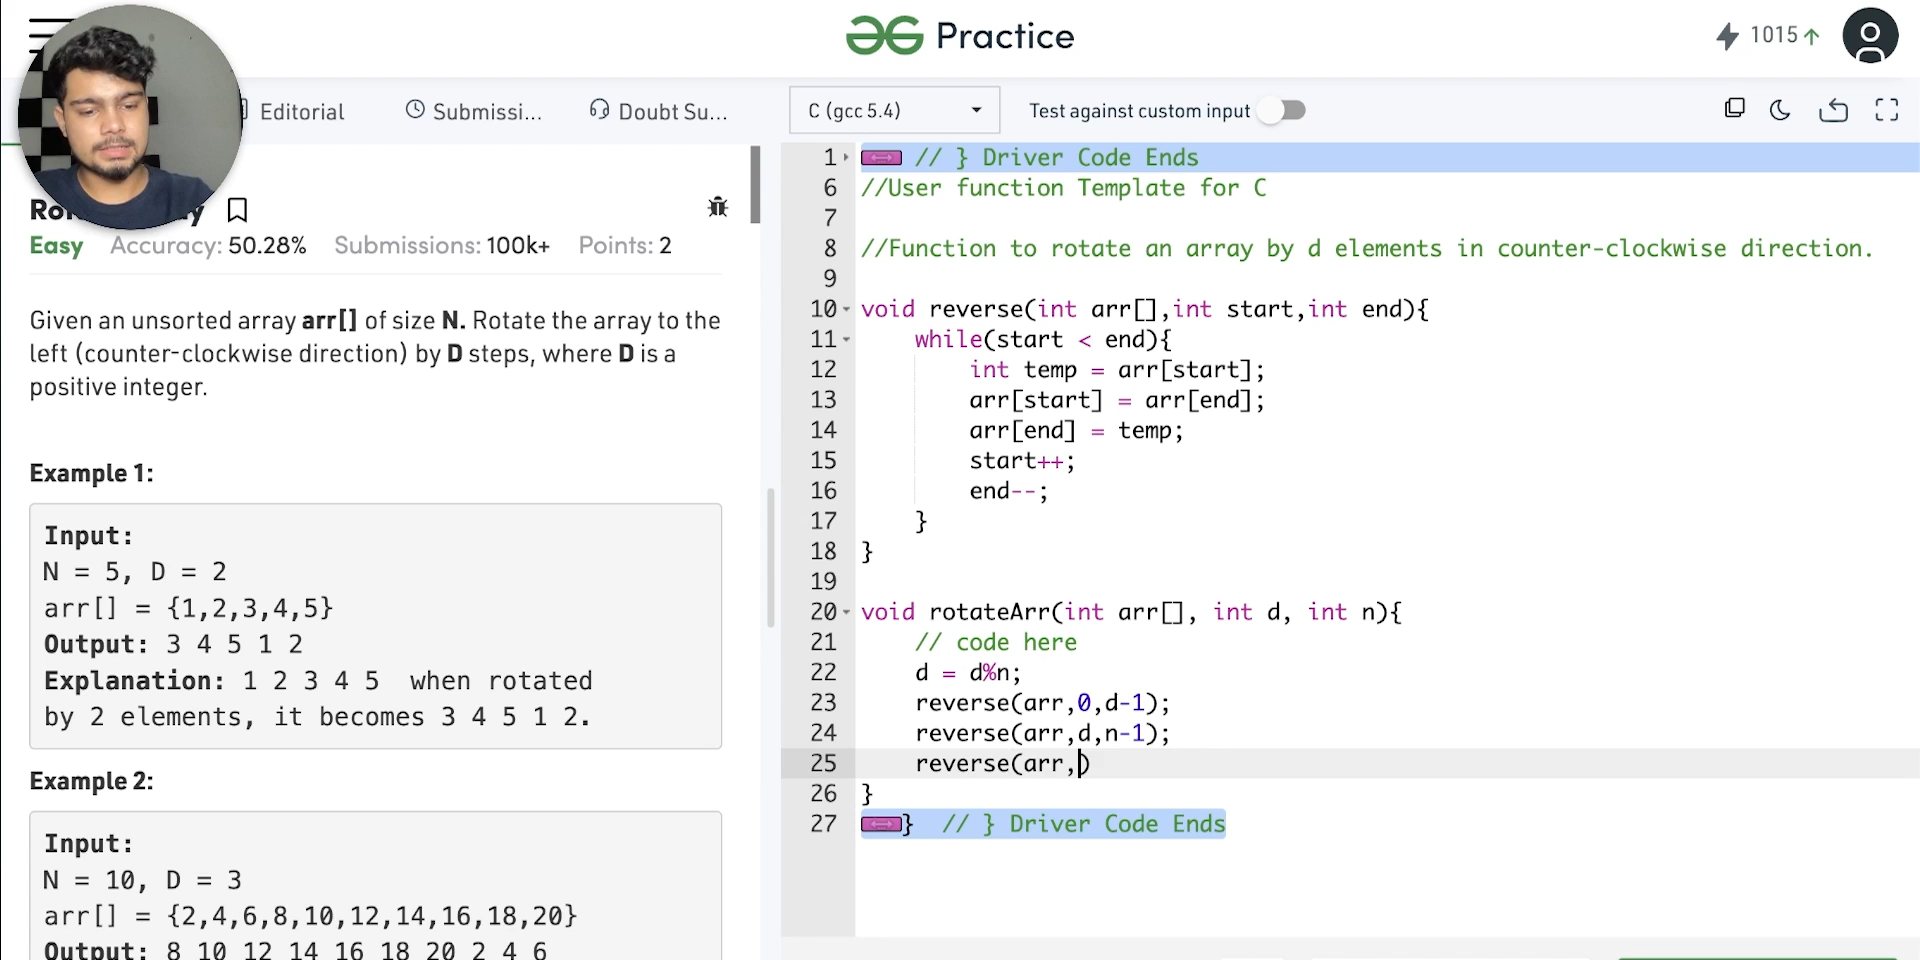 Practice
1015
Editorial
Submissi...
Doubt Su...
C (gcc 5.4)
Test against custom input
Easy Accuracy: 50.28% Submissions: 100k+ Points: 2
Given an unsorted array arr[] of size N. Rotate the array to the
left (counter-clockwise direction) by D steps, where D is a
positive integer.
Example 1:
Input:
N = 5, D = 2
arr[] = {1,2,3,4,5}
Output: 3 4 5 1 2
Explanation: 1 2 3 4 5 when rotated
by 2 elements, it becomes 3 4 5 1 2.
Example 2:
Input:
N = 10, D = 3
arr[] = {2,4,6,8,10,12,14,16,18,20}
Output: 8 10 12 14 16 18 20 2 4 6
1 // } Driver Code Ends
6 //User function Template for C
7
8 //Function to rotate an array by d elements in counter-clockwise direction.
9
10 void reverse(int arr[],int start,int end){
11 while(start < end){
12 int temp = arr[start];
13 arr[start] = arr[end];
14 arr[end] = temp;
15 start++;
16 end--;
17 }
18 }
19
20 void rotateArr(int arr[], int d, int n){
21 // code here
22 d = d%n;
23 reverse(arr,0,d-1);
24 reverse(arr,d,n-1);
25 reverse(arr,)
26 }
27 } // } Driver Code Ends